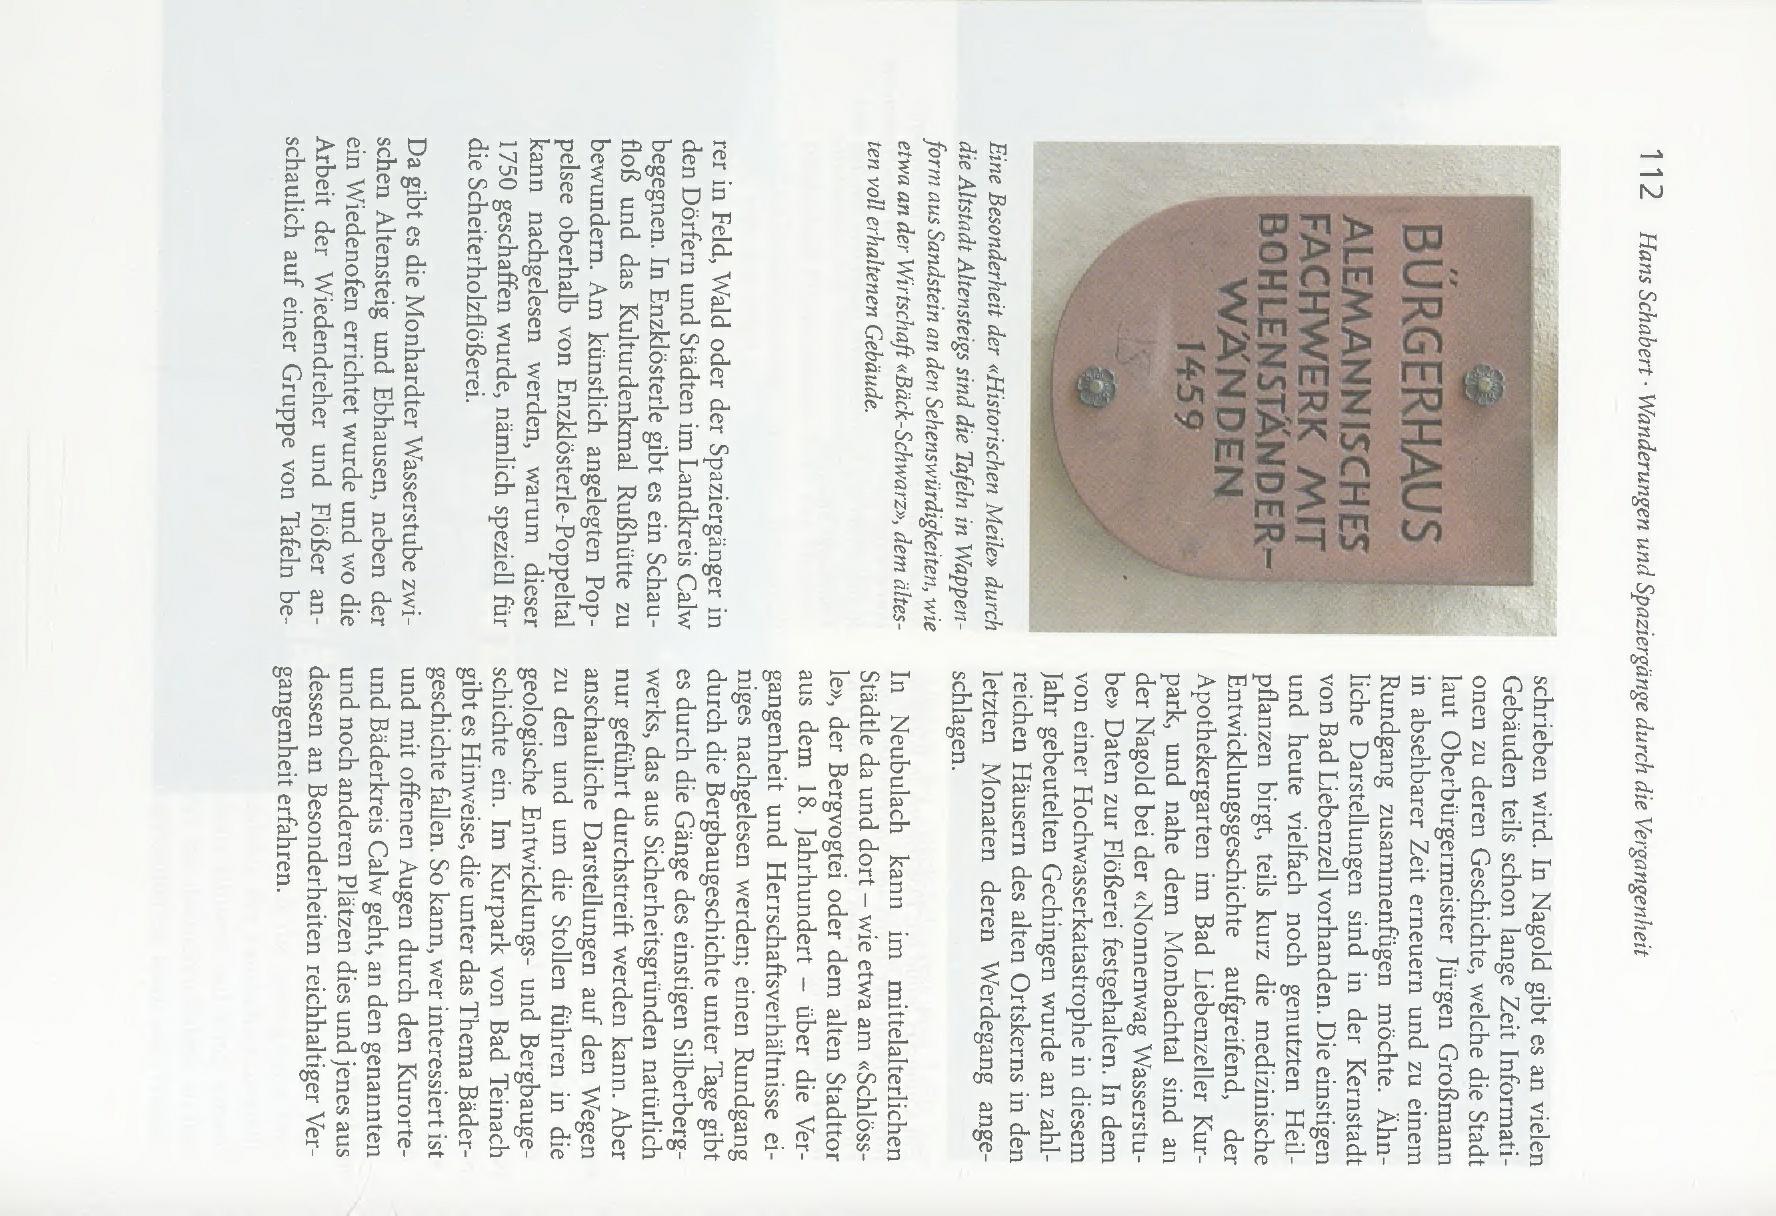 112 Hans Schabert · Wanderungen und Spaziergänge durch die Vergangenheit
BÜRGERHAUS
ALEMANNISCHES
FACHWERK MIT
BOHLENSTÄNDER-
WÄNDEN
1459
Eine Besonderheit der «Historischen Meile» durch
die Altstadt Altensteigs sind die Tafeln in Wappen-
form aus Sandstein an den Sehenswürdigkeiten, wie
etwa an der Wirtschaft «Bäck-Schwarz», dem ältes-
ten voll erhaltenen Gebäude.
rer in Feld, Wald oder der Spaziergänger in
den Dörfern und Städten im Landkreis Calw
begegnen. In Enzklösterle gibt es ein Schau-
floß und das Kulturdenkmal Rußhütte zu
bewundern. Am künstlich angelegten Pop-
pelsee oberhalb von Enzklösterle-Poppeltal
kann nachgelesen werden, warum dieser
1750 geschaffen wurde, nämlich speziell für
die Scheiterholzflößerei.
Da gibt es die Monhardter Wasserstube zwi-
schen Altensteig und Ebhausen, neben der
ein Wiedenofen errichtet wurde und wo die
Arbeit der Wiedendreher und Flößer an-
schaulich auf einer Gruppe von Tafeln be-
schrieben wird. In Nagold gibt es an vielen
Gebäuden teils schon lange Zeit Informati-
onen zu deren Geschichte, welche die Stadt
laut Oberbürgermeister Jürgen Großmann
in absehbarer Zeit erneuern und zu einem
Rundgang zusammenfügen möchte. Ähn-
liche Darstellungen sind in der Kernstadt
von Bad Liebenzell vorhanden. Die einstigen
und heute vielfach noch genutzten Heil-
pflanzen birgt, teils kurz die medizinische
Entwicklungsgeschichte aufgreifend, der
Apothekergarten im Bad Liebenzeller Kur-
park, und nahe dem Monbachtal sind an
der Nagold bei der «Nonnenwag Wasserstu-
be» Daten zur Flößerei festgehalten. In dem
von einer Hochwasserkatastrophe in diesem
Jahr gebeutelten Gechingen wurde an zahl-
reichen Häusern des alten Ortskerns in den
letzten Monaten deren Werdegang ange-
schlagen.
In Neubulach kann im mittelalterlichen
Städtle da und dort – wie etwa am «Schlöss-
le», der Bergvogtei oder dem alten Stadttor
aus dem 18. Jahrhundert – über die Ver-
gangenheit und Herrschaftsverhältnisse ei-
niges nachgelesen werden; einen Rundgang
durch die Bergbaugeschichte unter Tage gibt
es durch die Gänge des einstigen Silberberg-
werks, das aus Sicherheitsgründen natürlich
nur geführt durchstreift werden kann. Aber
anschauliche Darstellungen auf den Wegen
zu den und um die Stollen führen in die
geologische Entwicklungs- und Bergbauge-
schichte ein. Im Kurpark von Bad Teinach
gibt es Hinweise, die unter das Thema Bäder-
geschichte fallen. So kann, wer interessiert ist
und mit offenen Augen durch den Kurorte-
und Bäderkreis Calw geht, an den genannten
und noch anderen Plätzen dies und jenes aus
dessen an Besonderheiten reichhaltiger Ver-
gangenheit erfahren.